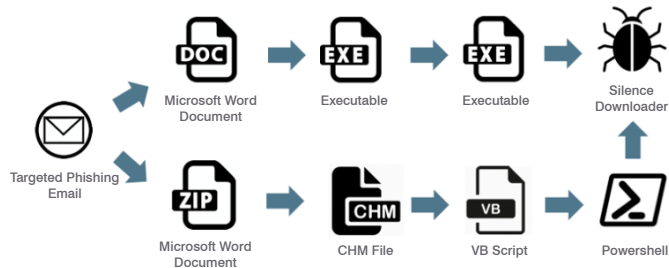 DOC
EXE
EXE
Microsoft Word
Document
Executable
Executable
Silence
Downloader
Targeted Phishing
Email
ZIP
CHM
VB
Microsoft Word
Document
CHM File
VB Script
Powershell